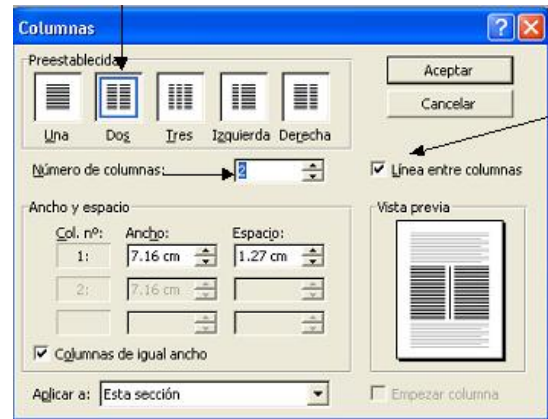 Columnas
Preestablecida
Una Dos Tres Izquierda Derecha
Aceptar
Cancelar
Número de columnas: 2
Línea entre columnas
Ancho y espacio
Col. nº: Ancho: Espacio:
1: 7.16 cm 1.27 cm
2: 7.16 cm
Columnas de igual ancho
Vista previa
Aplicar a: Esta sección
Empezar columna